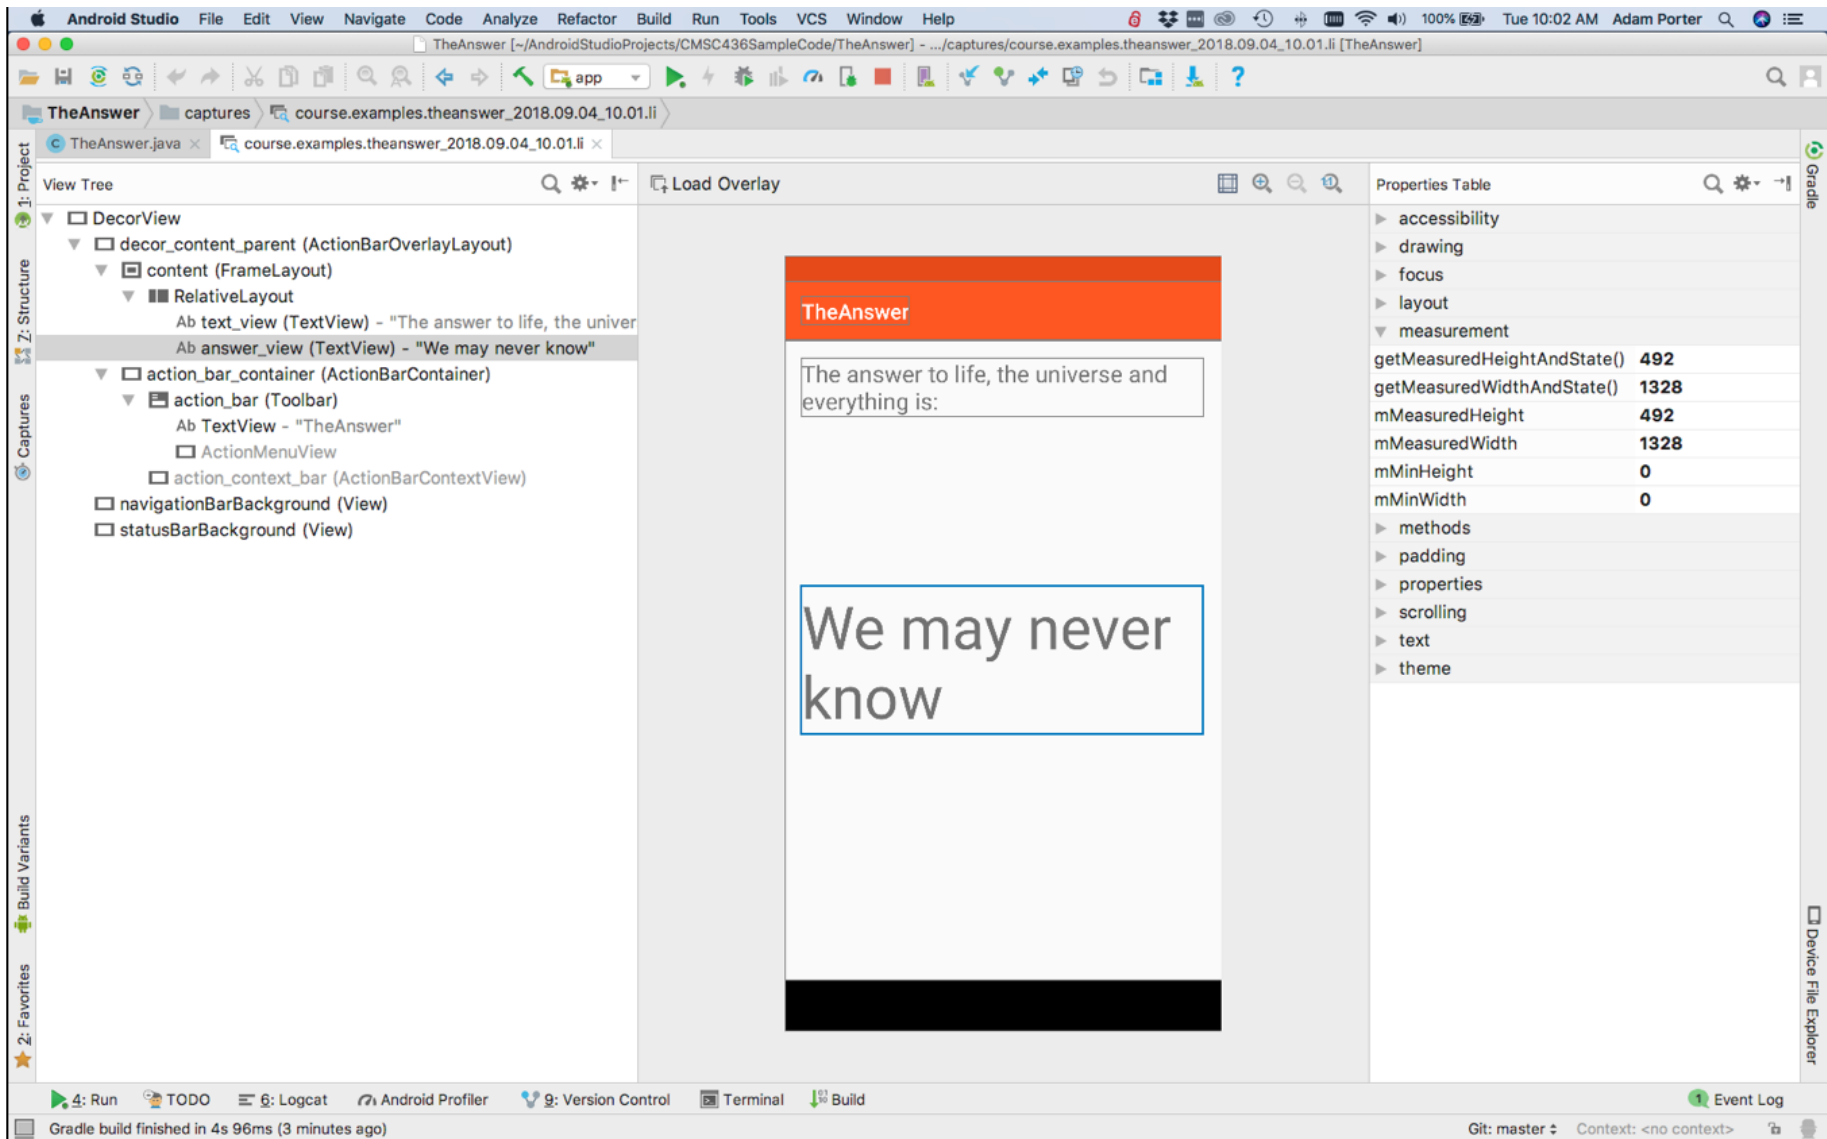 Android Studio File Edit View Navigate Code Analyze Refactor Build Run Tools VCS Window Help 100% Tue 10:02 AM Adam Porter
TheAnswer [~/AndroidStudioProjects/CMSC436SampleCode/TheAnswer] - .../captures/course.examples.theanswer_2018.09.04_10.01.li [TheAnswer]
app
TheAnswer captures course.examples.theanswer_2018.09.04_10.01.li
TheAnswer.java course.examples.theanswer_2018.09.04_10.01.li
1: Project
Z: Structure
Captures
Build Variants
2: Favorites
View Tree
DecorView
decor_content_parent (ActionBarOverlayLayout)
content (FrameLayout)
RelativeLayout
Ab text_view (TextView) - "The answer to life, the univer
Ab answer_view (TextView) - "We may never know"
action_bar_container (ActionBarContainer)
action_bar (Toolbar)
Ab TextView - "TheAnswer"
ActionMenuView
action_context_bar (ActionBarContextView)
navigationBarBackground (View)
statusBarBackground (View)
Load Overlay
TheAnswer
The answer to life, the universe and
everything is:
We may never
know
Properties Table
accessibility
drawing
focus
layout
measurement
getMeasuredHeightAndState() 492
getMeasuredWidthAndState() 1328
mMeasuredHeight 492
mMeasuredWidth 1328
mMinHeight 0
mMinWidth 0
methods
padding
properties
scrolling
text
theme
Gradle
Device File Explorer
4: Run TODO 6: Logcat Android Profiler 9: Version Control Terminal Build 1 Event Log
Gradle build finished in 4s 96ms (3 minutes ago) Git: master Context: <no context>